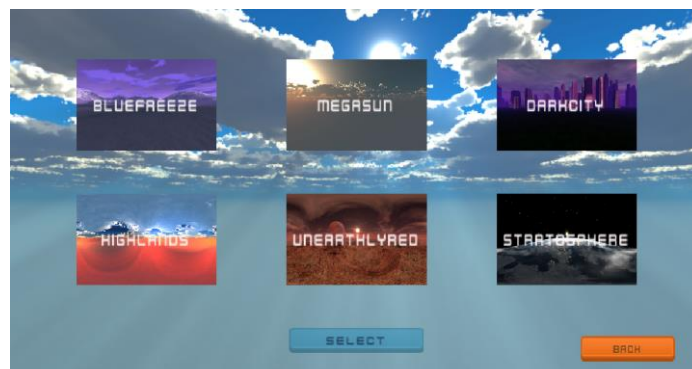 BLUEFREEZE
MEGASUN
DARKCITY
HIGHLANDS
UNEARTHLYRED
STRATOSPHERE
SELECT
BACK